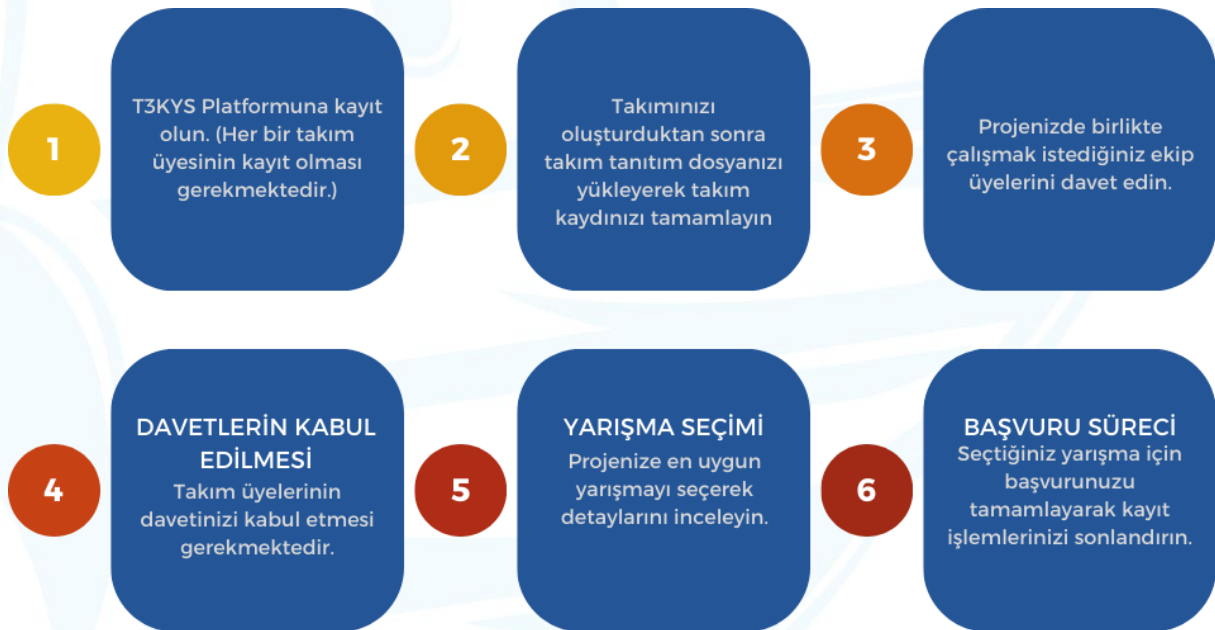 1
T3KYS Platformuna kayıt
olun. (Her bir takım
üyesinin kayıt olması
gerekmektedir.)
2
Takımınızı
oluşturduktan sonra
takım tanıtım dosyanızı
yükleyerek takım
kaydınızı tamamlayın
3
Projenizde birlikte
çalışmak istediğiniz ekip
üyelerini davet edin.
4
DAVETLERİN KABUL
EDİLMESİ
Takım üyelerinin
davetinizi kabul etmesi
gerekmektedir.
5
YARIŞMA SEÇİMİ
Projenize en uygun
yarışmayı seçerek
detaylarını inceleyin.
6
BAŞVURU SÜRECİ
Seçtiğiniz yarışma için
başvurunuzu
tamamlayarak kayıt
işlemlerinizi sonlandırın.